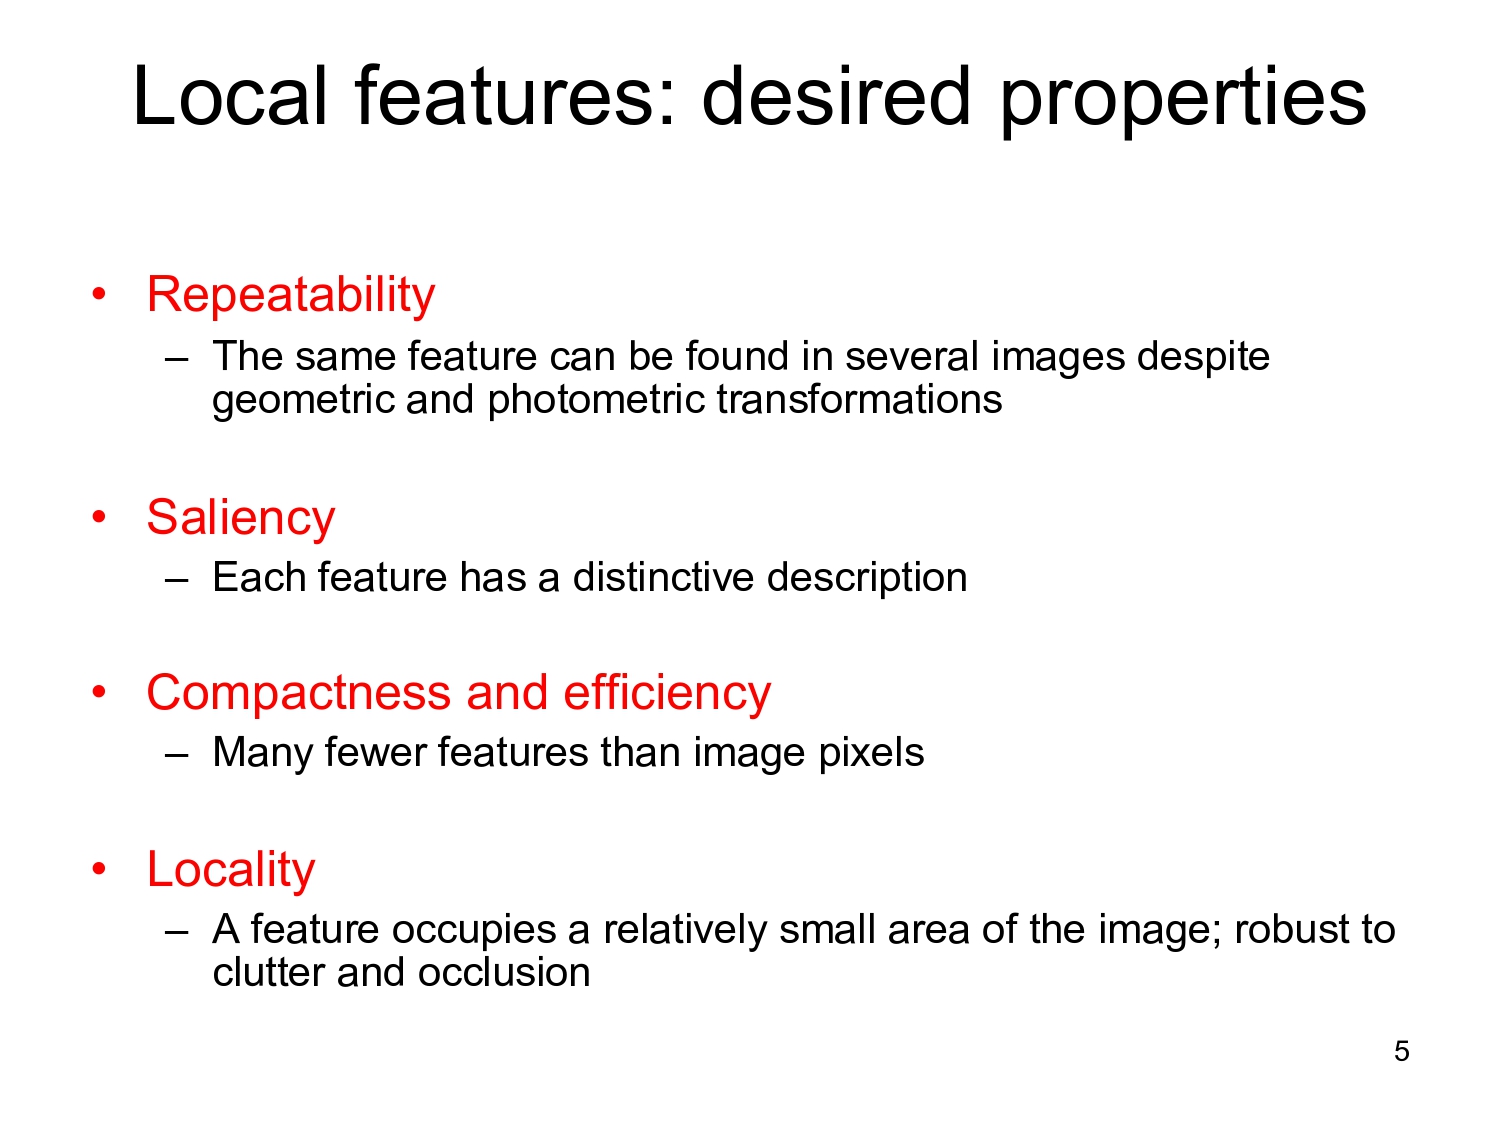 Local features: desired properties
• Repeatability
– The same feature can be found in several images despite
geometric and photometric transformations
• Saliency
– Each feature has a distinctive description
• Compactness and efficiency
– Many fewer features than image pixels
• Locality
– A feature occupies a relatively small area of the image; robust to
clutter and occlusion
5